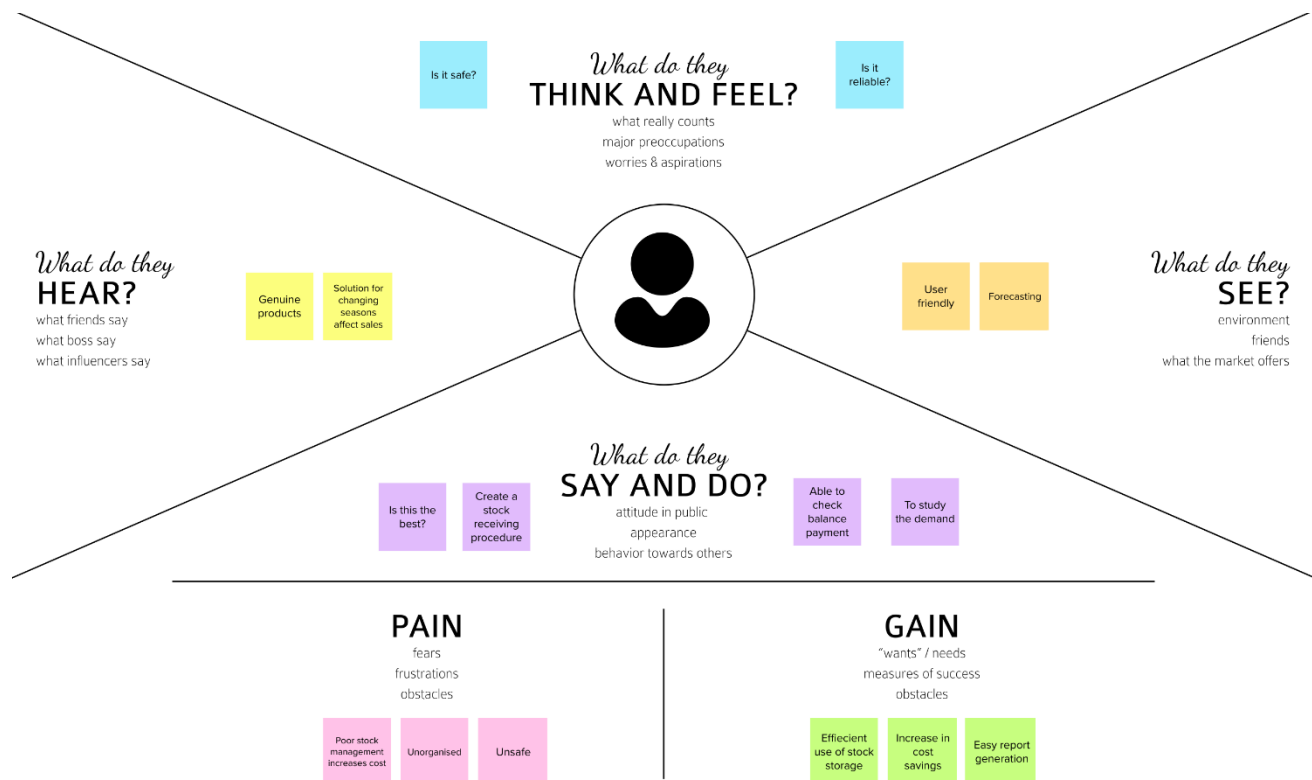 Is it safe?
What do they
THINK AND FEEL?
what really counts
major preoccupations
worries & aspirations
Is it
reliable?
What do they
HEAR?
what friends say
what boss say
what influencers say
Genuine
products
Solution for
changing
seasons
affect sales
User
friendly
Forecasting
What do they
SEE?
environment
friends
what the market offers
What do they
SAY AND DO?
attitude in public
appearance
behavior towards others
Is this the
best?
Create a
stock
receiving
procedure
Able to
check
balance
payment
To study
the demand
PAIN
fears
frustrations
obstacles
Poor stock
management
increases cost
Unorganised
Unsafe
GAIN
“wants” / needs
measures of success
obstacles
Effiecient
use of stock
storage
Increase in
cost
savings
Easy report
generation